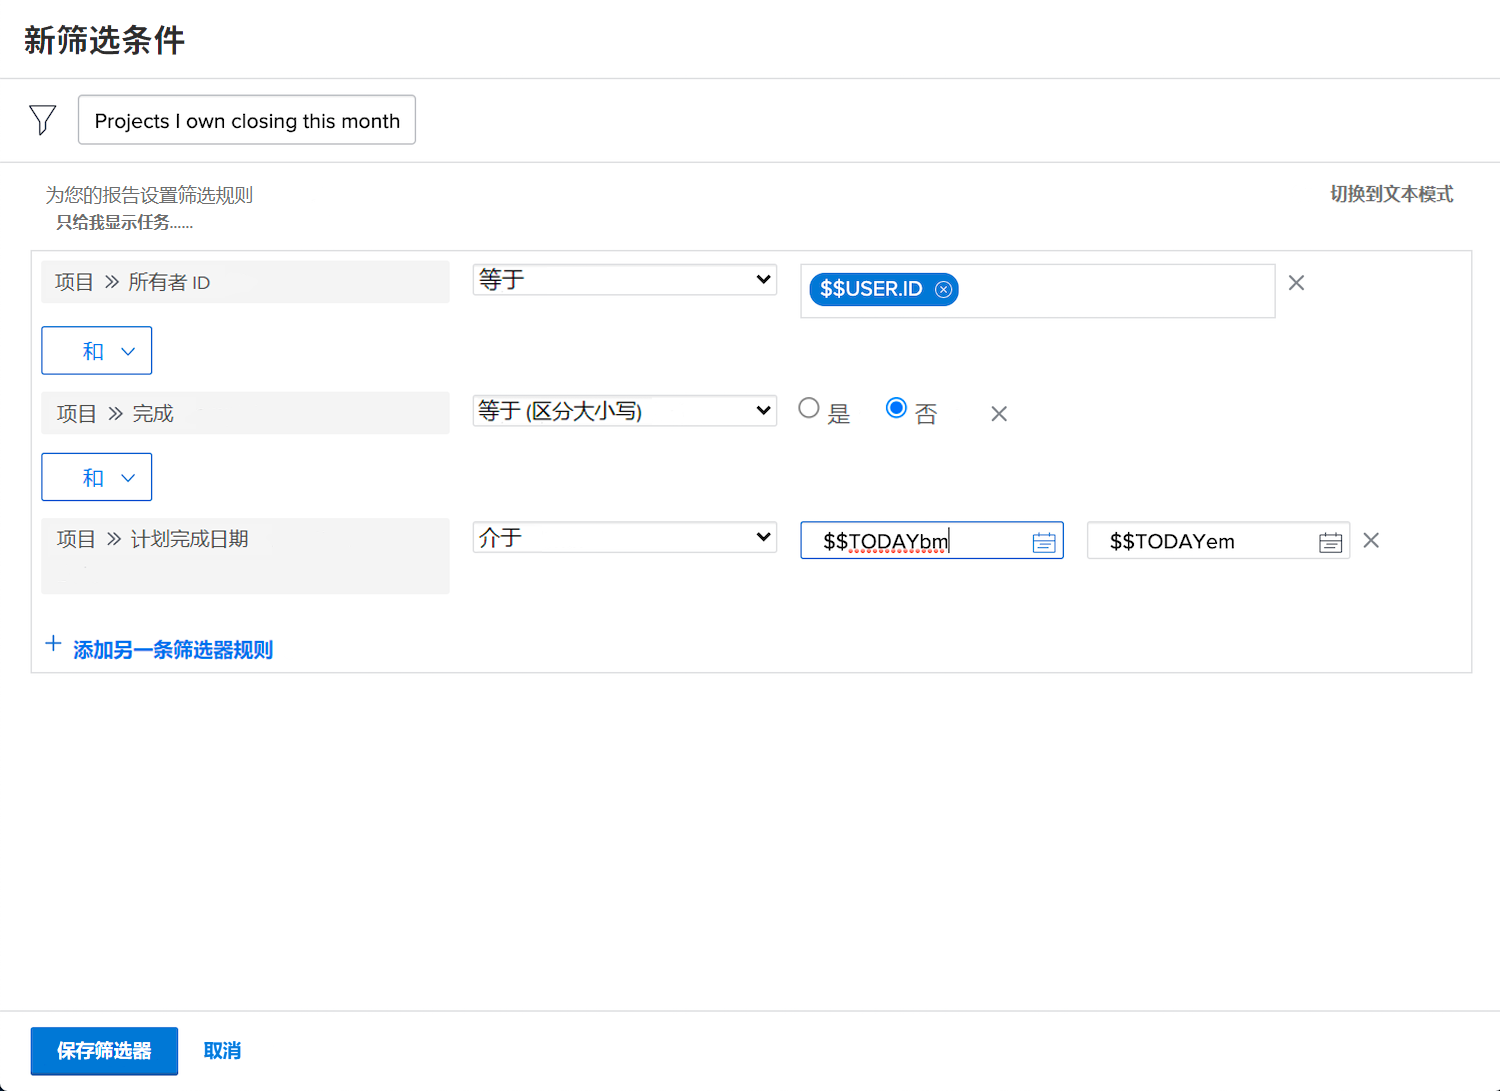 新筛选条件
Projects I own closing this month
为您的报告设置筛选规则
切换到文本模式
只给我显示任务......
项目 » 所有者 ID
等于
$$USER.ID
和
项目 » 完成
等于 (区分大小写)
是
否
和
项目 » 计划完成日期
介于
$$TODAYbm
$$TODAYem
添加另一条筛选器规则
保存筛选器
取消